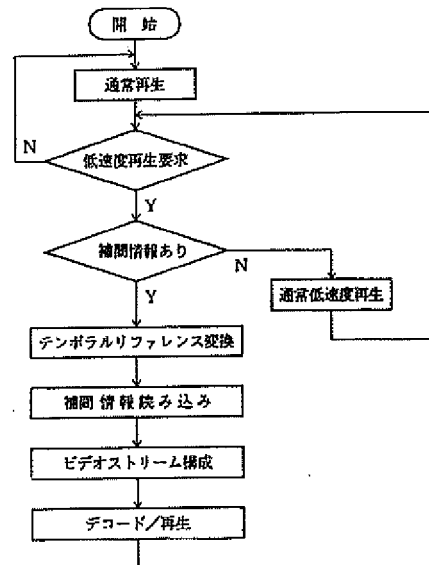 開始
通常再生
低速度再生要求
N
Y
補間情報あり
N
Y
通常低速度再生
テンポラルリファレンス変換
補間情報読み込み
ビデオストリーム構成
デコード/再生